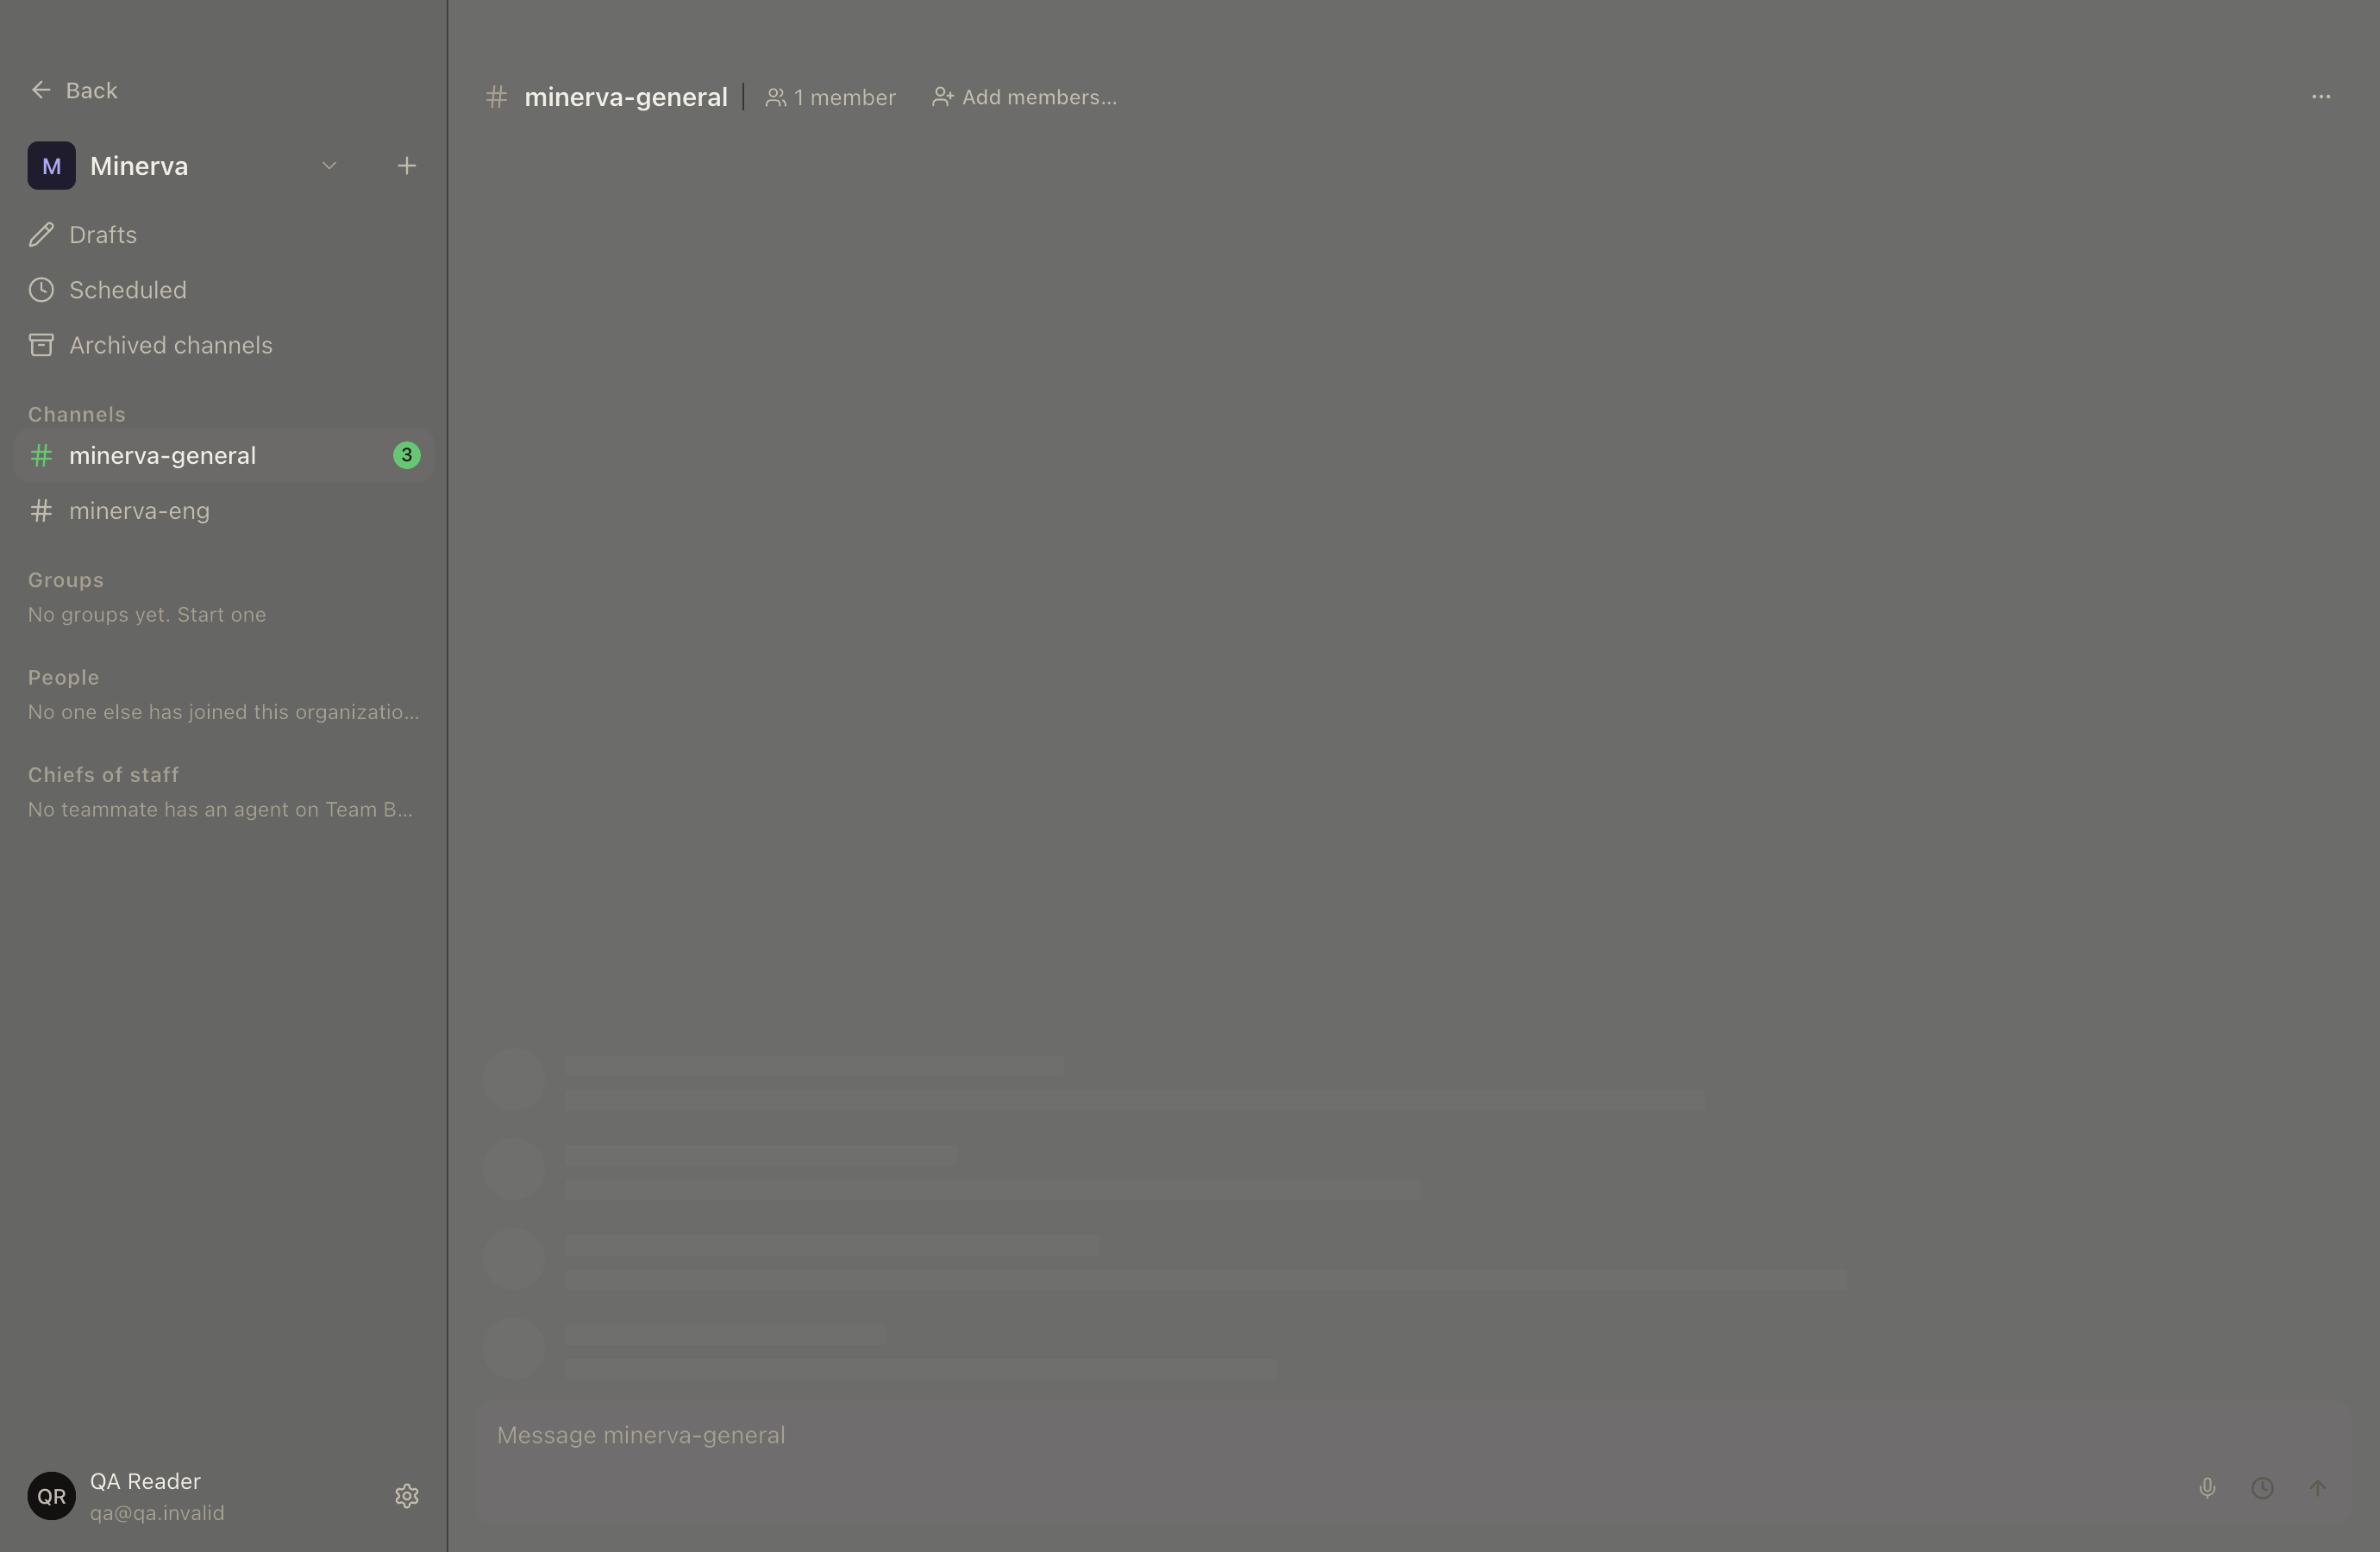 Back
M Minerva
Drafts
Scheduled
Archived channels
Channels
minerva-general 3
minerva-eng
Groups
No groups yet. Start one
People
No one else has joined this organizatio...
Chiefs of staff
No teammate has an agent on Team B...
QR QA Reader
qa@qa.invalid
# minerva-general 1 member Add members...
Message minerva-general